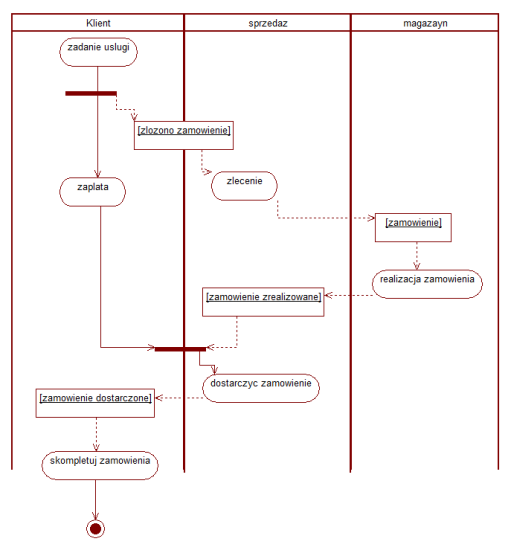 Klient
sprzedaz
magazayn
zadanie uslugi
[zlozono zamowienie]
zaplata
zlecenie
[zamowienie]
realizacja zamowienia
[zamowienie zrealizowane]
dostarczyc zamowienie
[zamowienie dostarczone]
skompletuj zamowienia